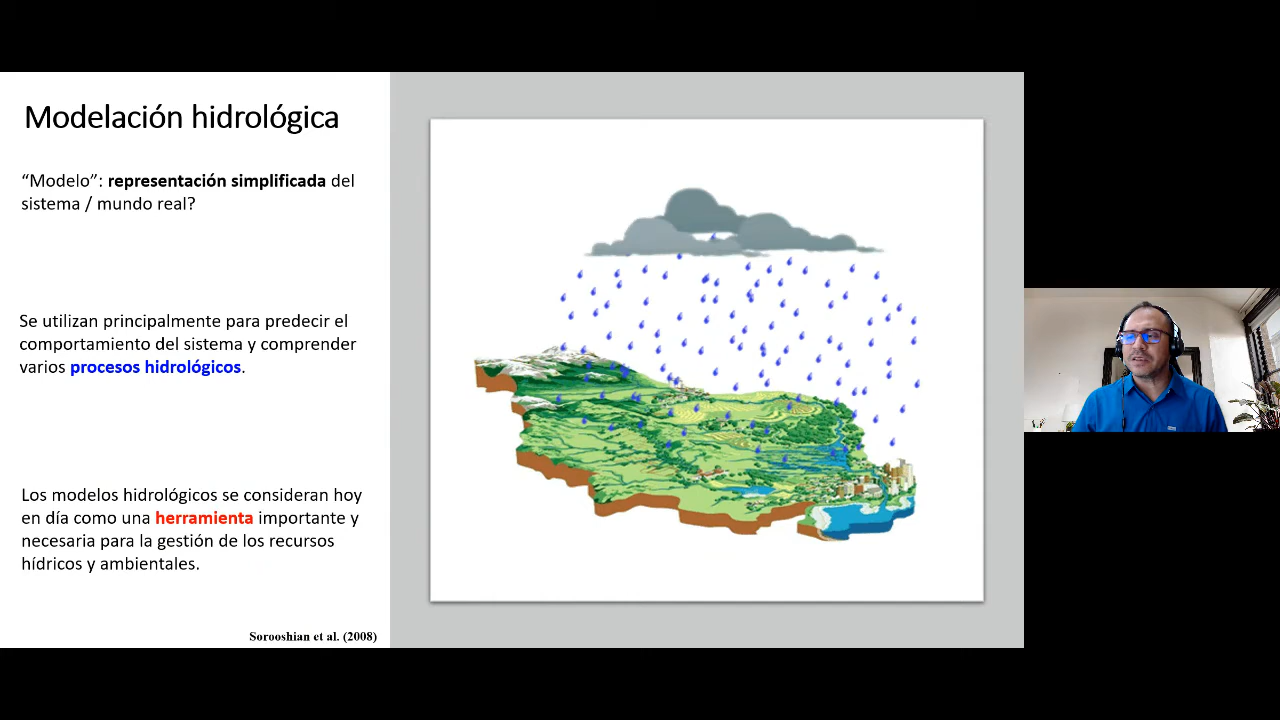 Modelación hidrológica
“Modelo”: representación simplificada del
sistema / mundo real?
Se utilizan principalmente para predecir el
comportamiento del sistema y comprender
varios procesos hidrológicos.
Los modelos hidrológicos se consideran hoy
en día como una herramienta importante y
necesaria para la gestión de los recursos
hídricos y ambientales.
Sorooshian et al. (2008)